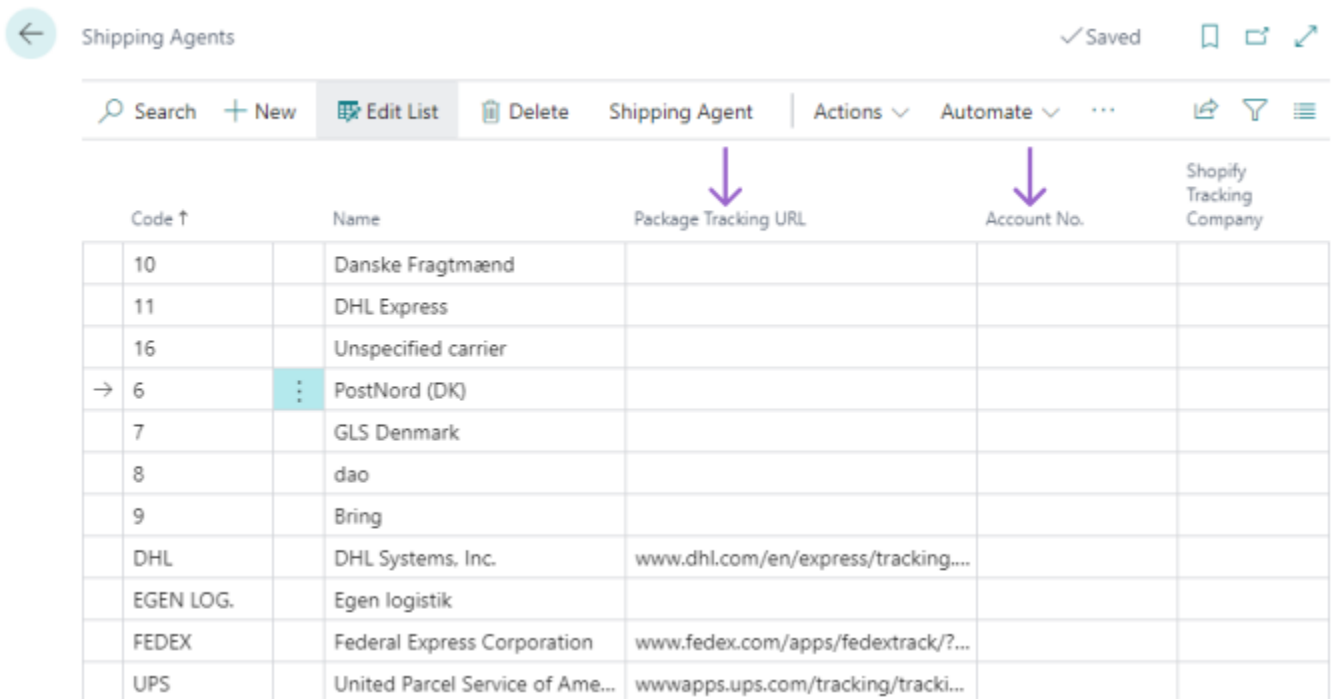 Shipping Agents
Saved
Search
New
Edit List
Delete
Shipping Agent
Actions
Automate
Code ↑
Name
Package Tracking URL
Account No.
Shopify
Tracking
Company
10 Danske Fragtmænd
11 DHL Express
16 Unspecified carrier
6 PostNord (DK)
7 GLS Denmark
8 dao
9 Bring
DHL DHL Systems, Inc. www.dhl.com/en/express/tracking....
EGEN LOG. Egen logistik
FEDEX Federal Express Corporation www.fedex.com/apps/fedextrack/?...
UPS United Parcel Service of Ame... wwwapps.ups.com/tracking/tracki...